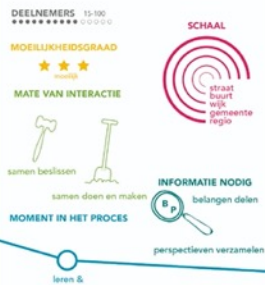 DEELNEMERS 15-100
MOEILIJKHEIDSGRAAD
moeilijk
MATE VAN INTERACTIE
samen beslissen
samen doen en maken
MOMENT IN HET PROCES
leren &
SCHAAL
straat
buurt
wijk
gemeente
regio
INFORMATIE NODIG
B P
belangen delen
perspectieven verzamelen